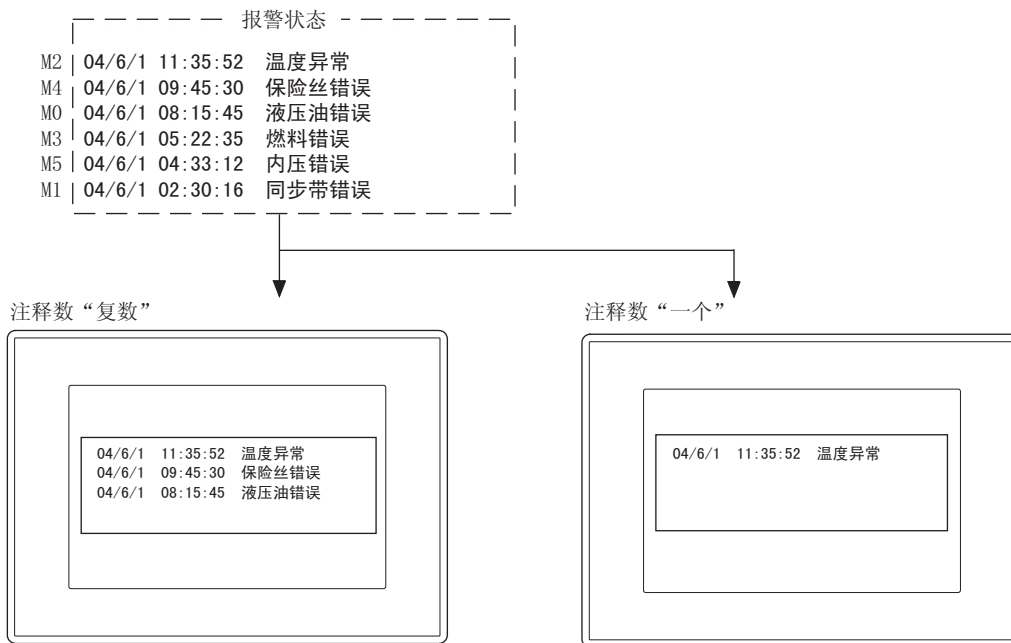 报警状态
M2 04/6/1 11:35:52 温度异常
M4 04/6/1 09:45:30 保险丝错误
M0 04/6/1 08:15:45 液压油错误
M3 04/6/1 05:22:35 燃料错误
M5 04/6/1 04:33:12 内压错误
M1 04/6/1 02:30:16 同步带错误
注释数“复数”
04/6/1 11:35:52 温度异常
04/6/1 09:45:30 保险丝错误
04/6/1 08:15:45 液压油错误
注释数“一个”
04/6/1 11:35:52 温度异常